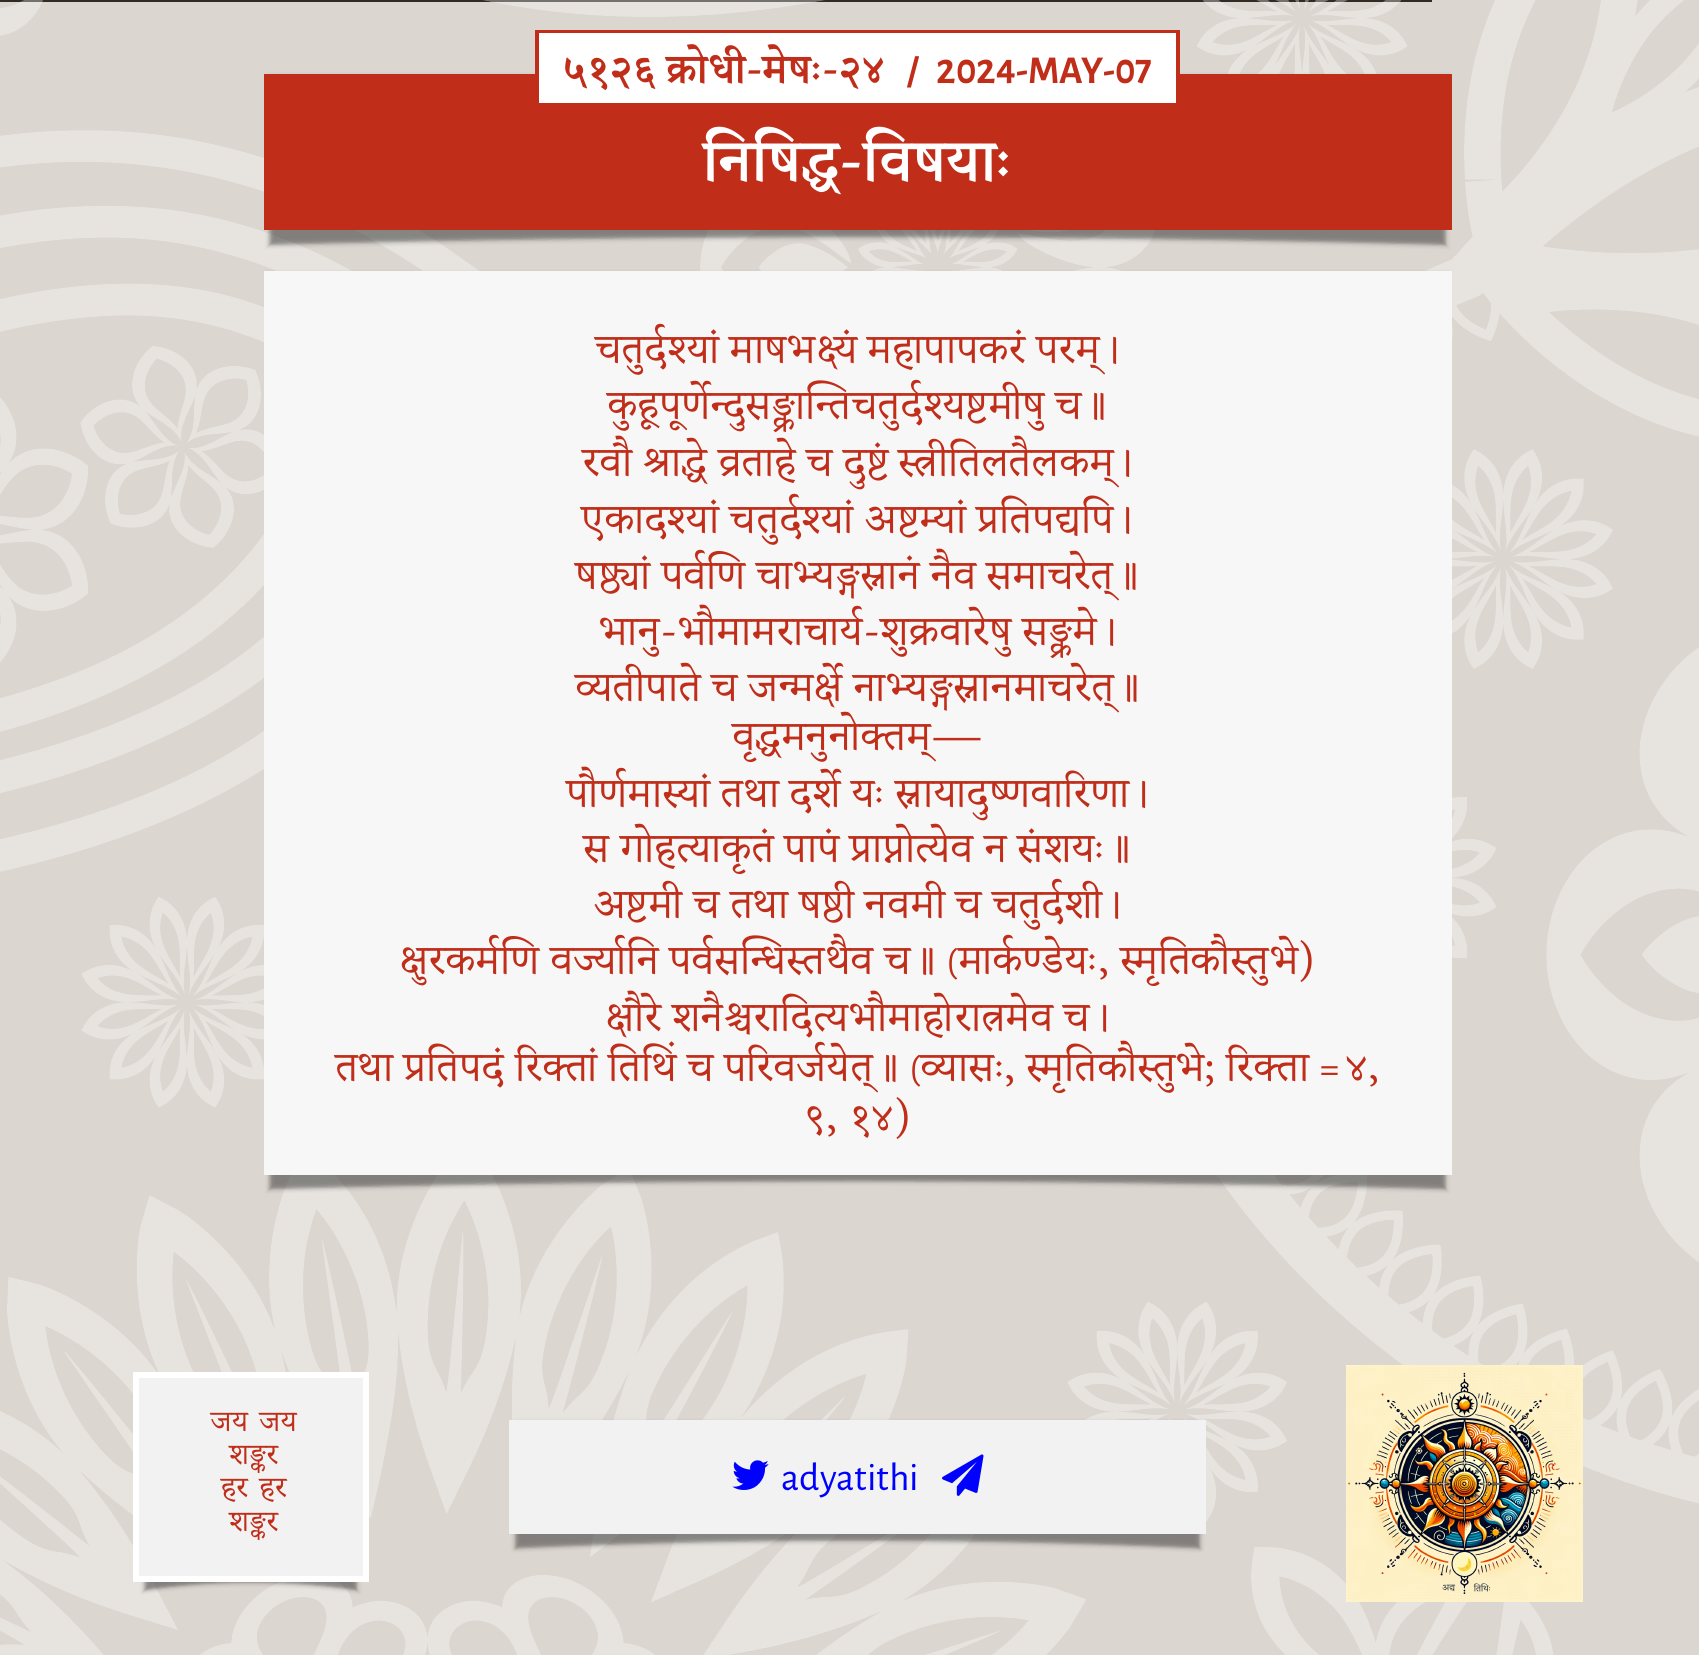 ५१२६ क्रोधी-मेषः-२४ / 2024-MAY-07
निषिद्ध-विषयाः
चतुर्दश्यां माषभक्ष्यं महापापकरं परम्।
कुहूपूर्णेन्दुसङ्क्रान्तिचतुर्दश्यष्टमीषु च॥
रवौ श्राद्धे व्रताहे च दुष्टं स्त्रीतिलतैलकम्।
एकादश्यां चतुर्दश्यां अष्टम्यां प्रतिपद्यपि।
षष्ठ्यां पर्वणि चाभ्यङ्गस्नानं नैव समाचरेत्॥
भानु-भौमामराचार्य-शुक्रवारेषु सङ्क्रमे।
व्यतीपाते च जन्मर्क्षे नाभ्यङ्गस्नानमाचरेत्॥
वृद्धमनुनोक्तम्—
पौर्णमास्यां तथा दर्शे यः स्नायादुष्णवारिणा।
स गोहत्याकृतं पापं प्राप्नोत्येव न संशयः॥
अष्टमी च तथा षष्ठी नवमी च चतुर्दशी।
क्षुरकर्मणि वर्ज्यानि पर्वसन्धिस्तथैव च॥ (मार्कण्डेयः, स्मृतिकौस्तुभे)
क्षौरे शनैश्चरादित्यभौमाहोरात्रमेव च।
तथा प्रतिपदं रिक्तां तिथिं च परिवर्जयेत्॥ (व्यासः, स्मृतिकौस्तुभे; रिक्ता =४,
९, १४)
जय जय
शङ्कर
हर हर
शङ्कर
adyatithi
अद्य तिथिः